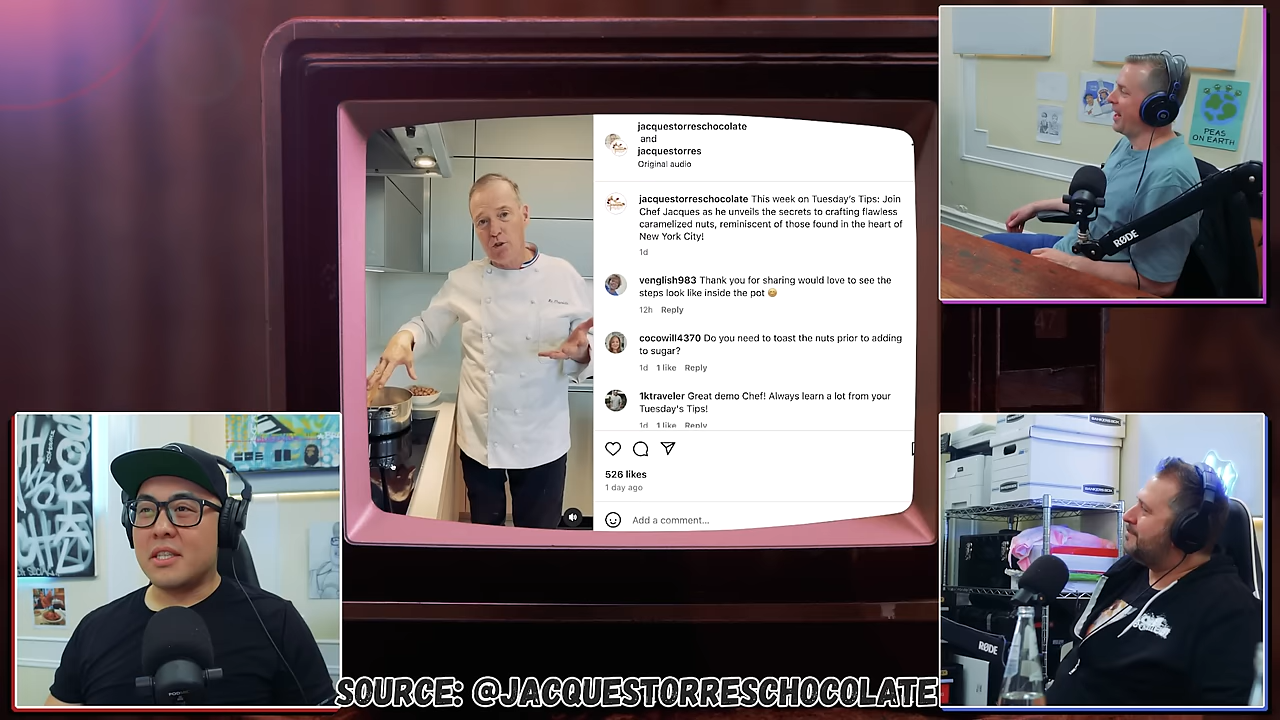 jacquestorreschocolate
and
jacquestorres
Original audio
jacquestorreschocolate This week on Tuesday's Tips: Join
Chef Jacques as he unveils the secrets to crafting flawless
caramelized nuts, reminiscent of those found in the heart of
New York City!
1d
venglish983 Thank you for sharing would love to see the
steps look like inside the pot 😊
12h Reply
cocowill4370 Do you need to toast the nuts prior to adding
to sugar?
1d 1 like Reply
1ktraveler Great demo Chef! Always learn a lot from your
Tuesday's Tips!
1d 1 like Reply
526 likes
1 day ago
Add a comment...
PEAS
ON EARTH
RØDE
RØDE
SOURCE: @JACQUESTORRESCHOCOLATE